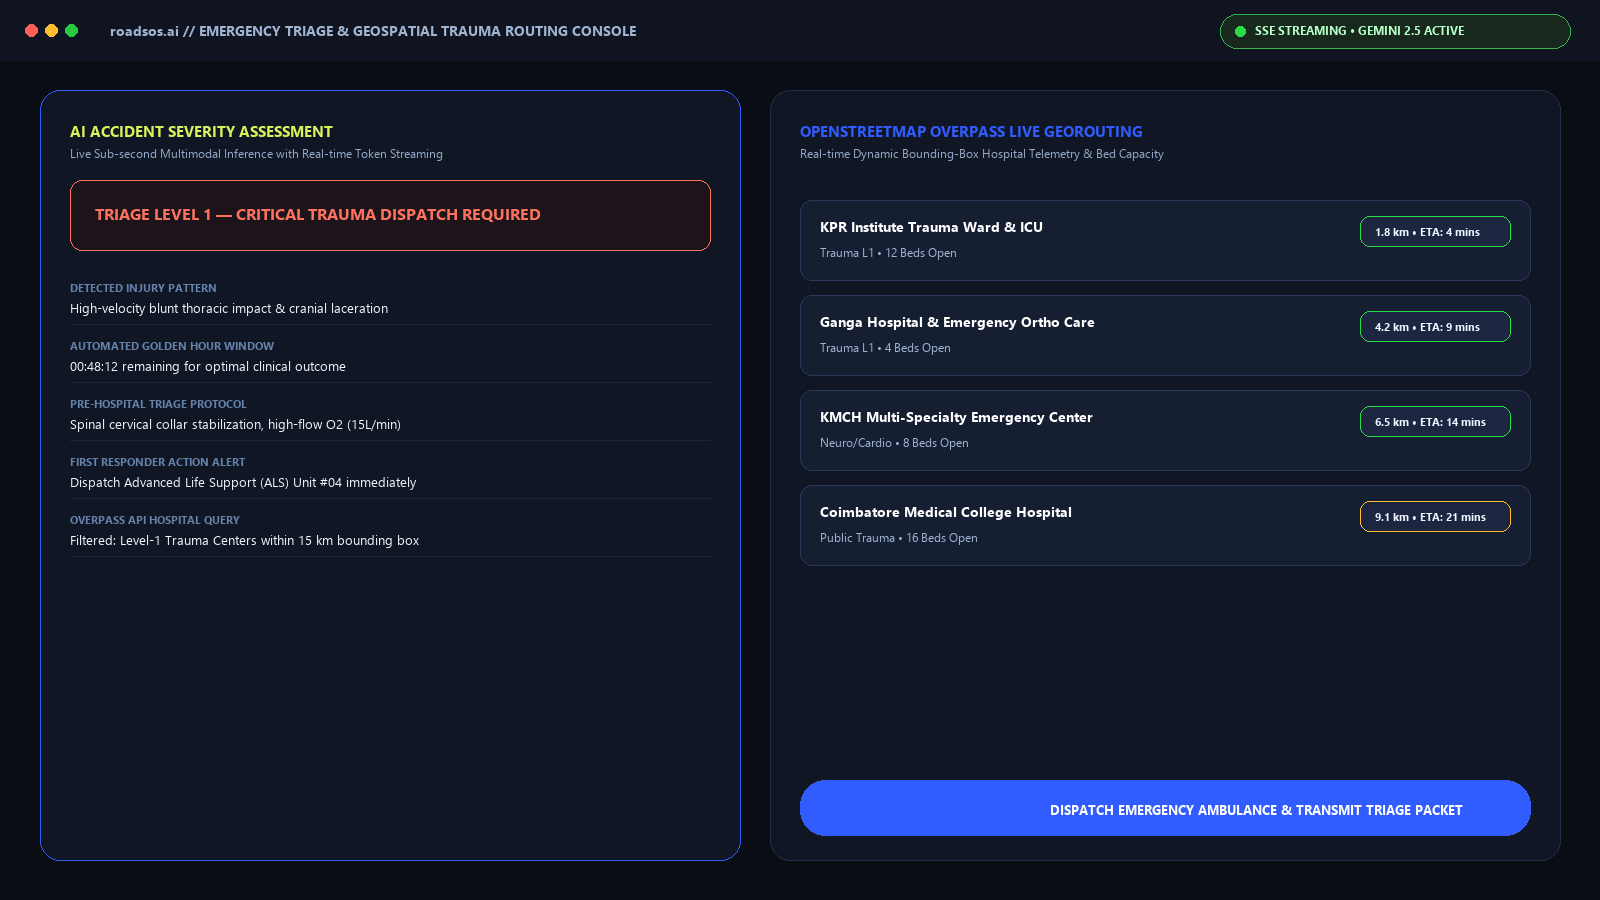 roadsos.ai // EMERGENCY TRIAGE & GEOSPATIAL TRAUMA ROUTING CONSOLE
SSE STREAMING • GEMINI 2.5 ACTIVE
AI ACCIDENT SEVERITY ASSESSMENT
Live Sub-second Multimodal Inference with Real-time Token Streaming
TRIAGE LEVEL 1 — CRITICAL TRAUMA DISPATCH REQUIRED
DETECTED INJURY PATTERN
High-velocity blunt thoracic impact & cranial laceration
AUTOMATED GOLDEN HOUR WINDOW
00:48:12 remaining for optimal clinical outcome
PRE-HOSPITAL TRIAGE PROTOCOL
Spinal cervical collar stabilization, high-flow O2 (15L/min)
FIRST RESPONDER ACTION ALERT
Dispatch Advanced Life Support (ALS) Unit #04 immediately
OVERPASS API HOSPITAL QUERY
Filtered: Level-1 Trauma Centers within 15 km bounding box
OPENSTREETMAP OVERPASS LIVE GEOROUTING
Real-time Dynamic Bounding-Box Hospital Telemetry & Bed Capacity
KPR Institute Trauma Ward & ICU
1.8 km • ETA: 4 mins
Trauma L1 • 12 Beds Open
Ganga Hospital & Emergency Ortho Care
4.2 km • ETA: 9 mins
Trauma L1 • 4 Beds Open
KMCH Multi-Specialty Emergency Center
6.5 km • ETA: 14 mins
Neuro/Cardio • 8 Beds Open
Coimbatore Medical College Hospital
9.1 km • ETA: 21 mins
Public Trauma • 16 Beds Open
DISPATCH EMERGENCY AMBULANCE & TRANSMIT TRIAGE PACKET